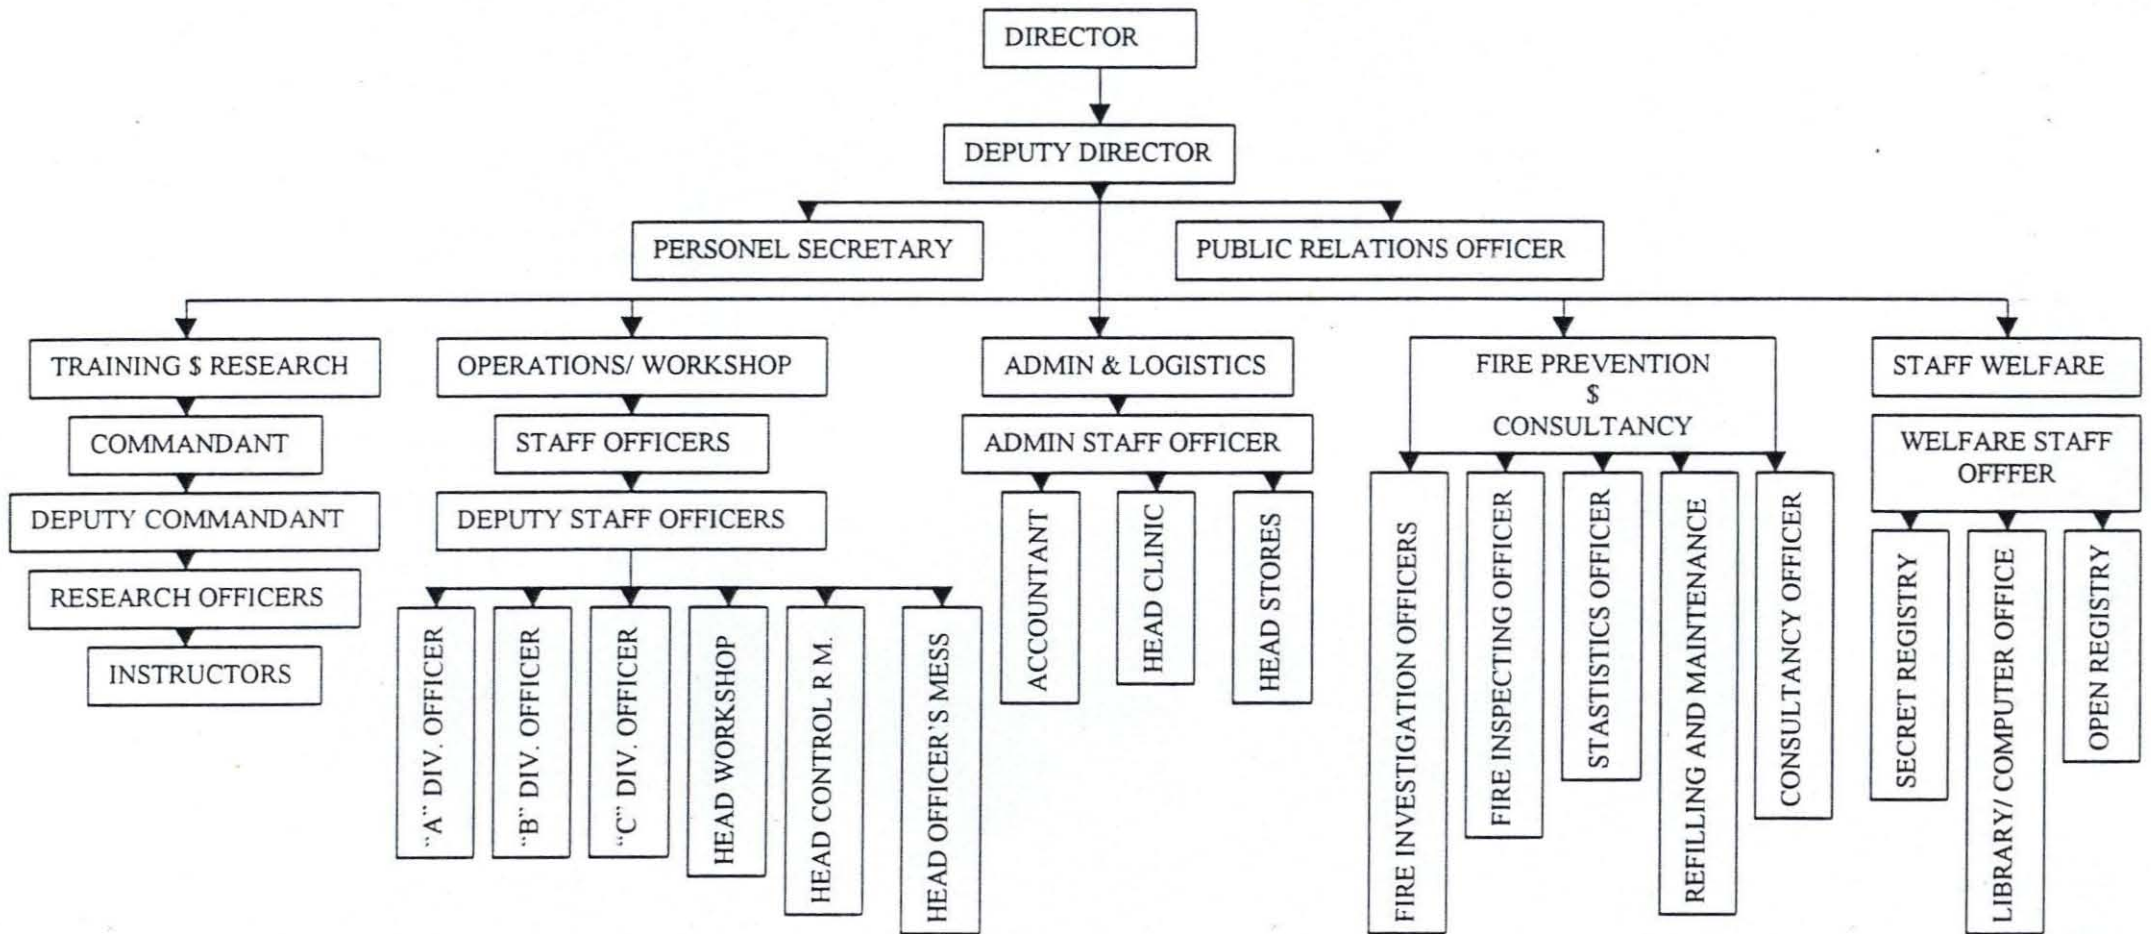 DIRECTOR
DEPUTY DIRECTOR
PERSONEL SECRETARY
PUBLIC RELATIONS OFFICER
TRAINING $ RESEARCH
OPERATIONS/ WORKSHOP
ADMIN & LOGISTICS
FIRE PREVENTION
$
CONSULTANCY
STAFF WELFARE
COMMANDANT
STAFF OFFICERS
ADMIN STAFF OFFICER
WELFARE STAFF
OFFFER
DEPUTY COMMANDANT
DEPUTY STAFF OFFICERS
RESEARCH OFFICERS
INSTRUCTORS
"A" DIV. OFFICER
"B" DIV. OFFICER
"C" DIV. OFFICER
HEAD WORKSHOP
HEAD CONTROL R M.
HEAD OFFICER'S MESS
ACCOUNTANT
HEAD CLINIC
HEAD STORES
FIRE INVESTIGATION OFFICERS
FIRE INSPECTING OFFICER
STASTISTICS OFFICER
REFILLING AND MAINTENANCE
CONSULTANCY OFFICER
SECRET REGISTRY
LIBRARY/ COMPUTER OFFICE
OPEN REGISTRY